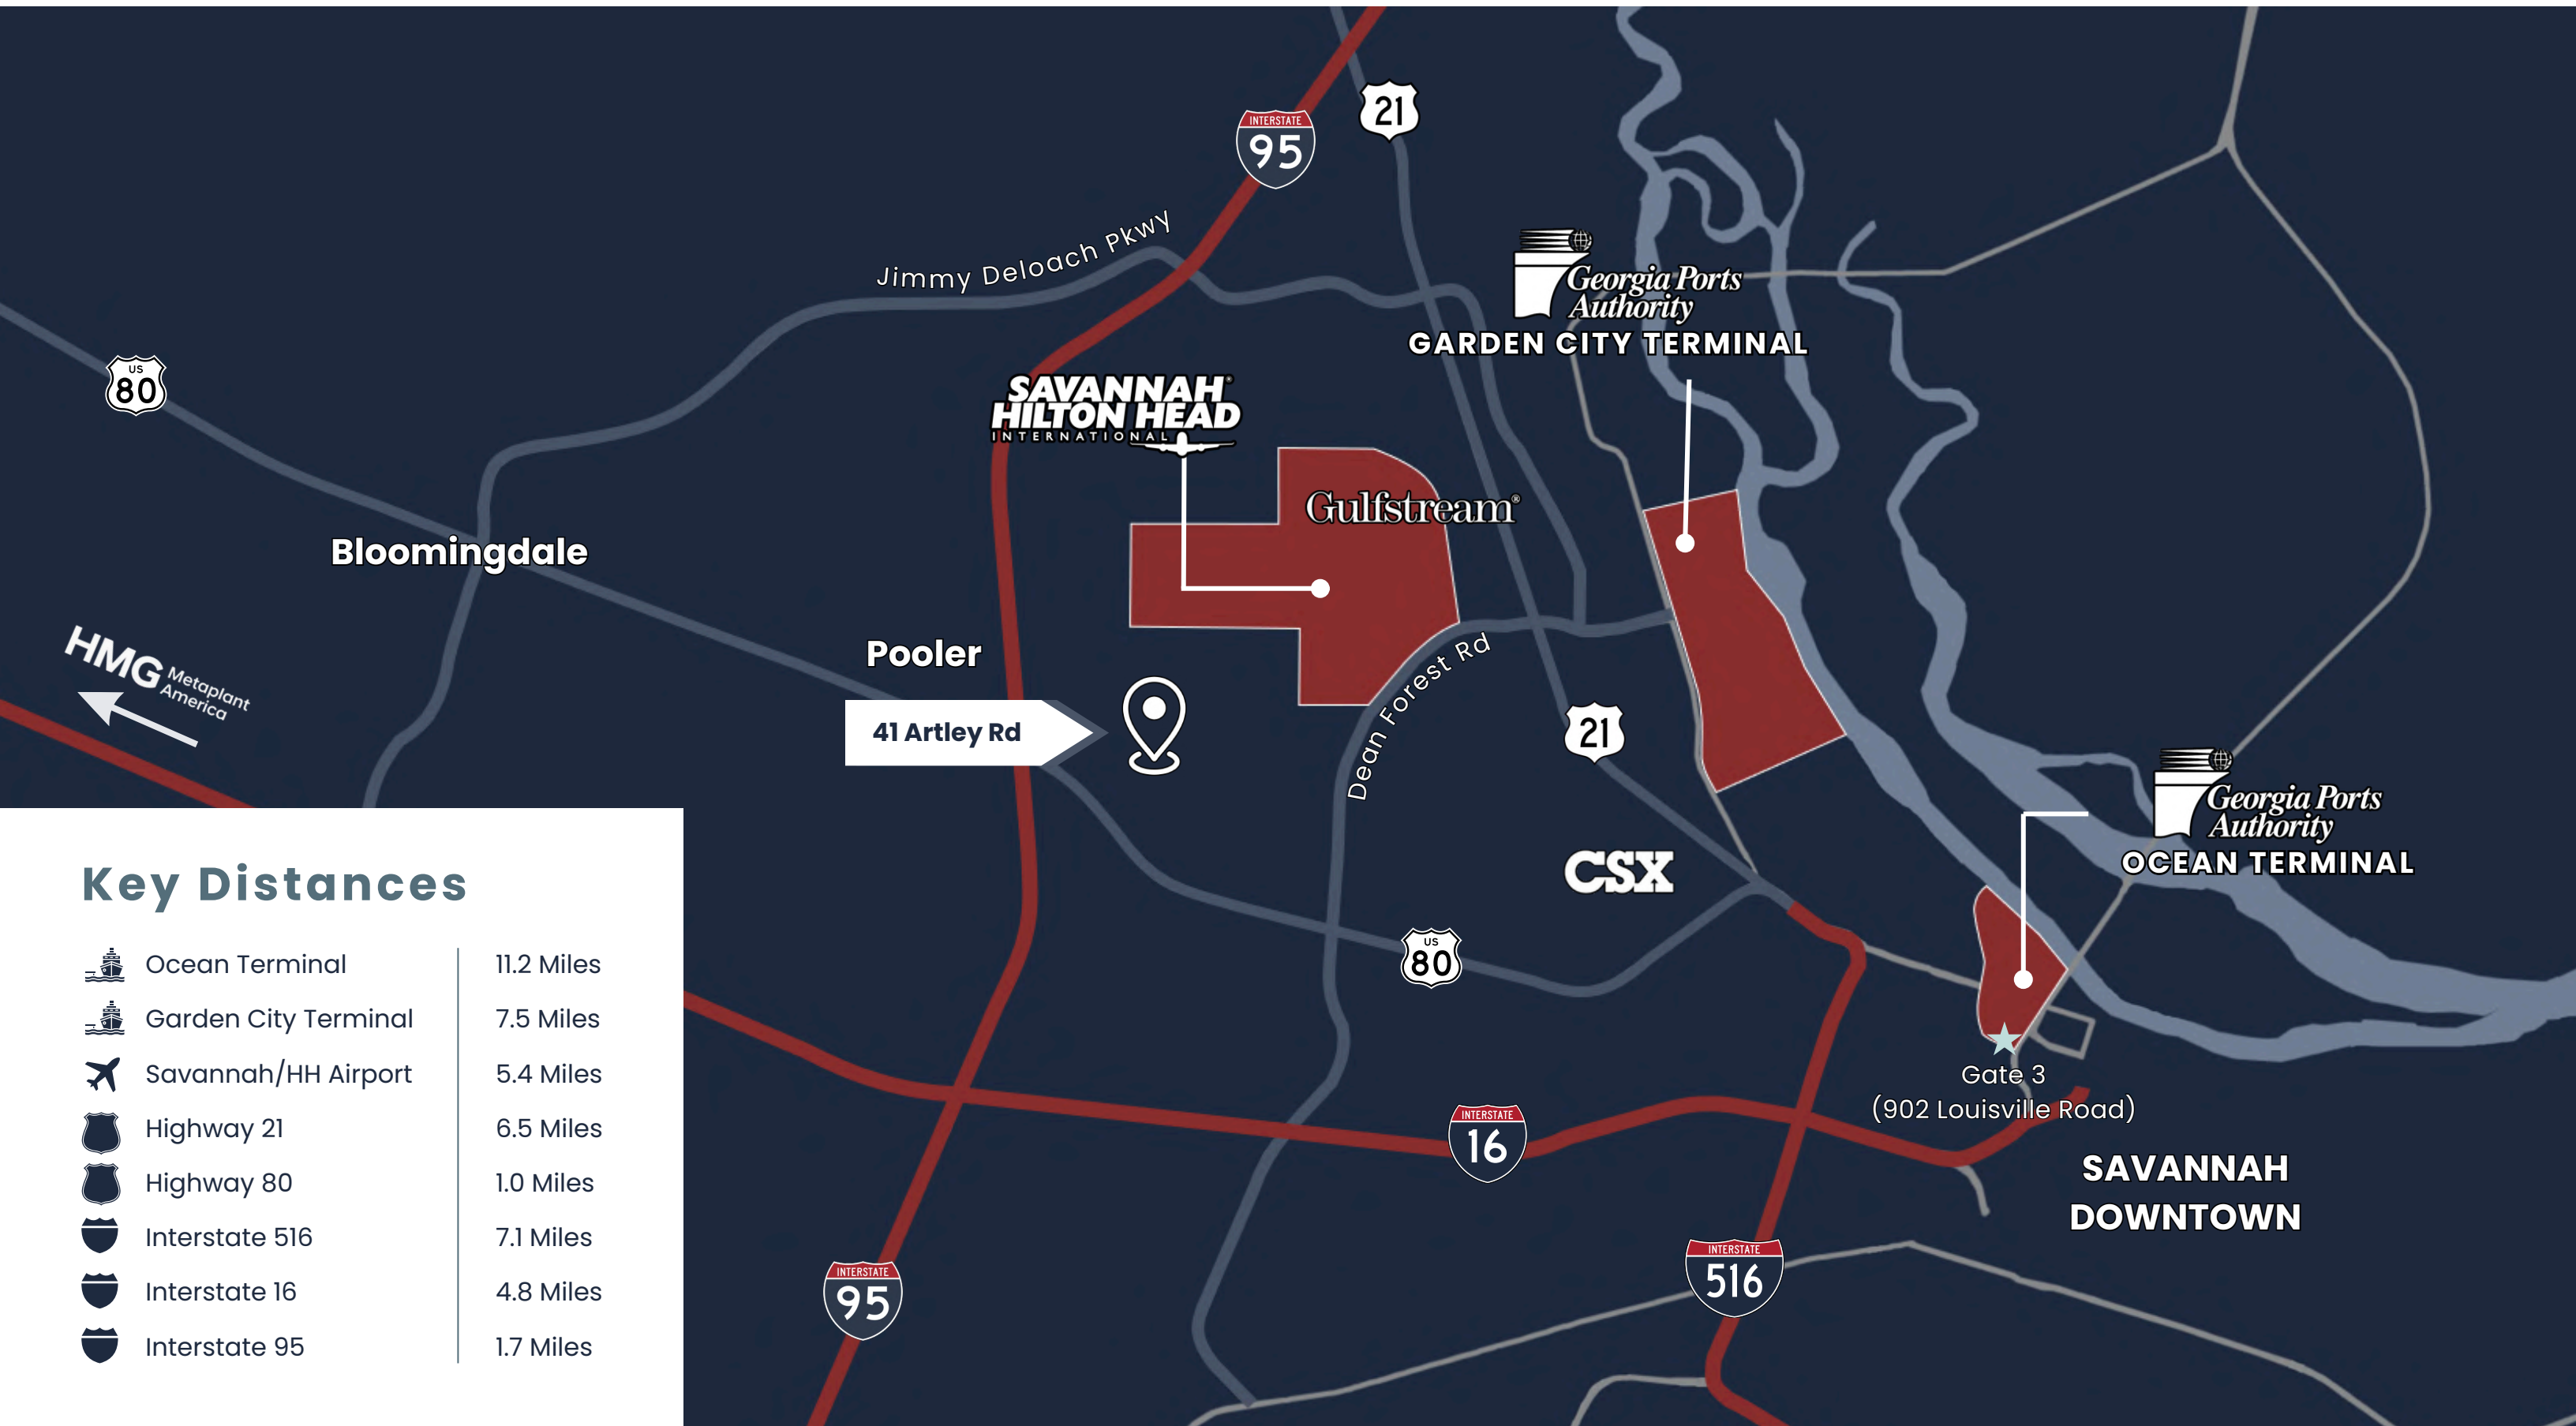 INTERSTATE
95
21
Jimmy Deloach Pkwy
Georgia Ports
Authority
GARDEN CITY TERMINAL
US
80
SAVANNAH®
HILTON HEAD
INTERNATIONAL
Gulfstream®
Bloomingdale
HMG Metaplant
America
Pooler
41 Artley Rd
Dean Forest Rd
21
Georgia Ports
Authority
OCEAN TERMINAL
CSX
US
80
Gate 3
(902 Louisville Road)
INTERSTATE
16
SAVANNAH
DOWNTOWN
INTERSTATE
516
INTERSTATE
95
Key Distances
Ocean Terminal 11.2 Miles
Garden City Terminal 7.5 Miles
Savannah/HH Airport 5.4 Miles
Highway 21 6.5 Miles
Highway 80 1.0 Miles
Interstate 516 7.1 Miles
Interstate 16 4.8 Miles
Interstate 95 1.7 Miles